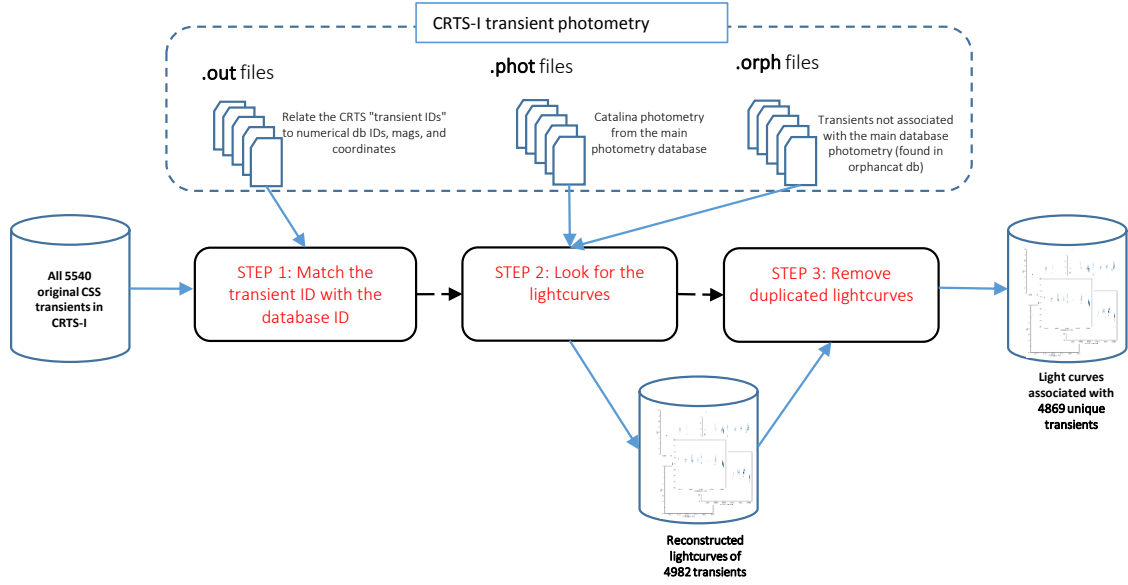 CRTS-I transient photometry
.out files
Relate the CRTS "transient IDs"
to numerical db IDs, mags, and
coordinates
.phot files
Catalina photometry
from the main
photometry database
.orph files
Transients not associated
with the main database
photometry (found in
orphancat db)
All 5540
original CSS
transients in
CRTS-I
STEP 1: Match the
transient ID with the
database ID
STEP 2: Look for the
lightcurves
STEP 3: Remove
duplicated lightcurves
Light curves
associated with
4869 unique
transients
Reconstructed
lightcurves of
4982 transients